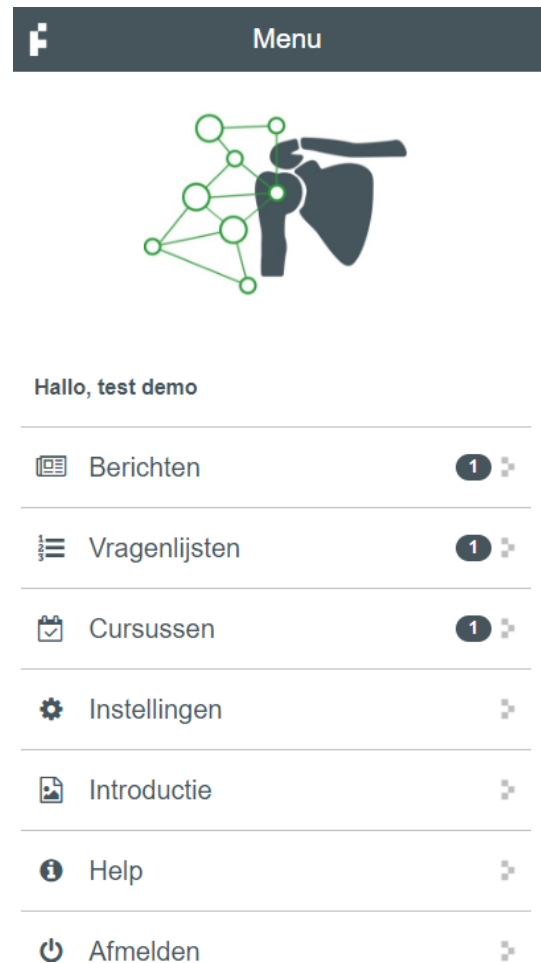 Menu
Hallo, test demo
Berichten 1
Vragenlijsten 1
Cursussen 1
Instellingen
Introductie
Help
Afmelden